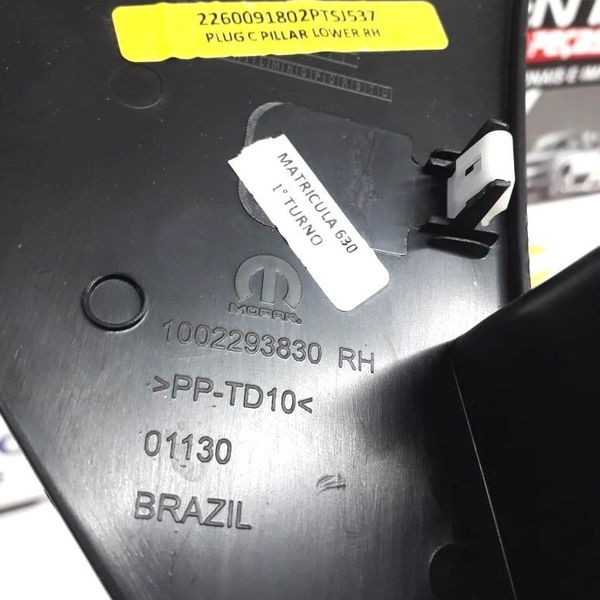 2260091802PTSJ537
PLUG C PILLAR LOWER RH
MATRICULA 630
1° TURNO
MOPAR
1002293830 RH
>PP-TD10<
01130
BRAZIL